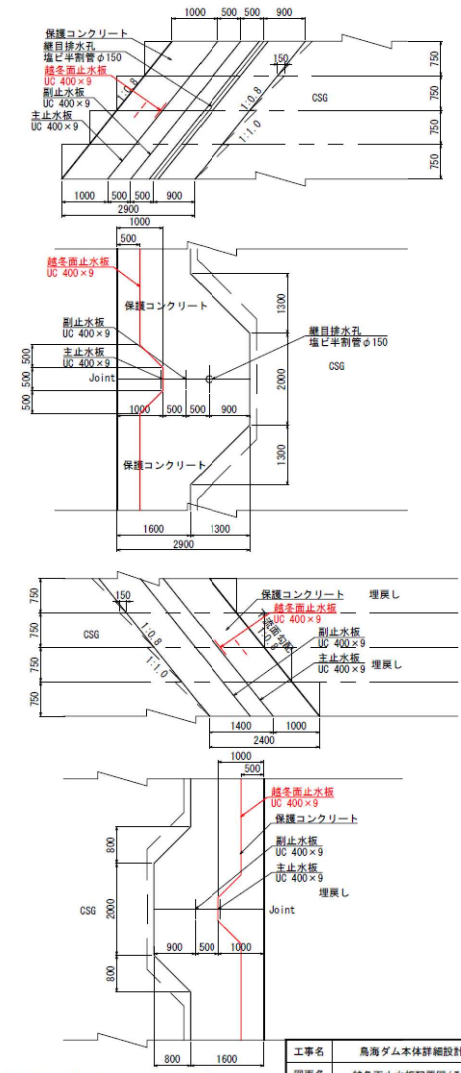 1000 500 500 900
保護コンクリート
継目排水孔
塩ビ半割管φ150
越冬面止水板
UC 400×9
副止水板
UC 400×9
主止水板
UC 400×9
1:0.8
150
1:0.8
1:1.0
CSG
750
750
750
750
1000 500 500 900
2900
1000
500
越冬面止水板
UC 400×9
保護コンクリート
副止水板
UC 400×9
主止水板
UC 400×9
Joint
500
500
500
1000 500 500 900
継目排水孔
塩ビ半割管φ150
CSG
1300
2000
1300
保護コンクリート
1600 1300
2900
750
750
750
750
150
CSG
1:0.8
1:1.0
保護コンクリート 埋戻し
越冬面止水板
UC 400×9
1:0.8
副止水板
UC 400×9
主止水板
UC 400×9
埋戻し
1400 1000
2400
1000
500
越冬面止水板
UC 400×9
保護コンクリート
副止水板
UC 400×9
主止水板
UC 400×9
埋戻し
Joint
CSG
800
2000
800
900 500 1000
800 1600
工事名 鳥海ダム本体詳細設計